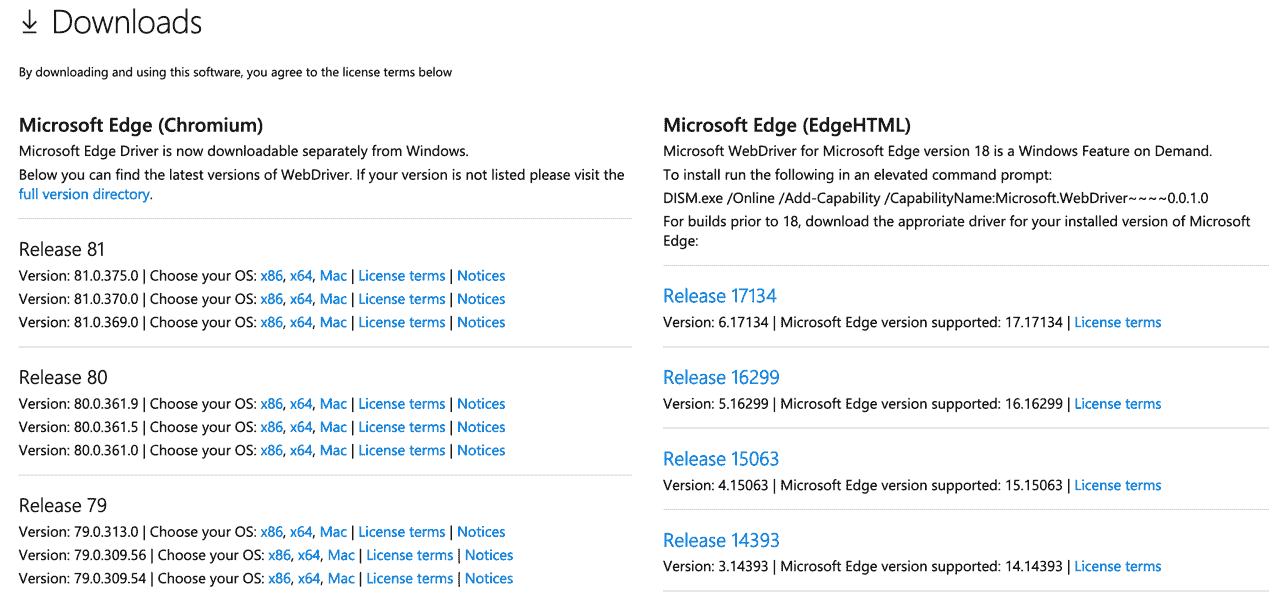 Downloads
By downloading and using this software, you agree to the license terms below
Microsoft Edge (Chromium)
Microsoft Edge Driver is now downloadable separately from Windows.
Below you can find the latest versions of WebDriver. If your version is not listed please visit the
full version directory.
Release 81
Version: 81.0.375.0 | Choose your OS: x86, x64, Mac | License terms | Notices
Version: 81.0.370.0 | Choose your OS: x86, x64, Mac | License terms | Notices
Version: 81.0.369.0 | Choose your OS: x86, x64, Mac | License terms | Notices
Release 80
Version: 80.0.361.9 | Choose your OS: x86, x64, Mac | License terms | Notices
Version: 80.0.361.5 | Choose your OS: x86, x64, Mac | License terms | Notices
Version: 80.0.361.0 | Choose your OS: x86, x64, Mac | License terms | Notices
Release 79
Version: 79.0.313.0 | Choose your OS: x86, x64, Mac | License terms | Notices
Version: 79.0.309.56 | Choose your OS: x86, x64, Mac | License terms | Notices
Version: 79.0.309.54 | Choose your OS: x86, x64, Mac | License terms | Notices
Microsoft Edge (EdgeHTML)
Microsoft WebDriver for Microsoft Edge version 18 is a Windows Feature on Demand.
To install run the following in an elevated command prompt:
DISM.exe /Online /Add-Capability /CapabilityName:Microsoft.WebDriver~~~~0.0.1.0
For builds prior to 18, download the approriate driver for your installed version of Microsoft
Edge:
Release 17134
Version: 6.17134 | Microsoft Edge version supported: 17.17134 | License terms
Release 16299
Version: 5.16299 | Microsoft Edge version supported: 16.16299 | License terms
Release 15063
Version: 4.15063 | Microsoft Edge version supported: 15.15063 | License terms
Release 14393
Version: 3.14393 | Microsoft Edge version supported: 14.14393 | License terms